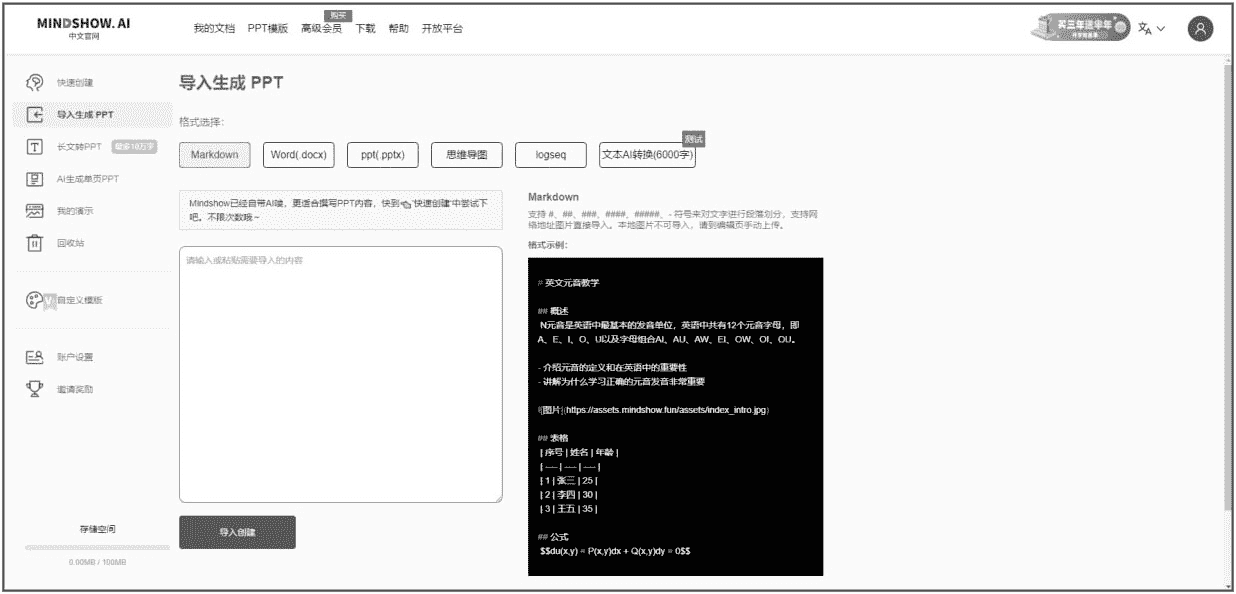 MINDSHOW.AI
中文官网
我的文档
PPT模版
高级会员
购买
下载
帮助
开放平台
买三年送半年
快速创建
导入生成 PPT
长文转PPT
最多10万字
AI生成单页PPT
我的演示
回收站
自定义模版
账户设置
邀请奖励
存储空间
0.00MB / 100MB
导入生成 PPT
格式选择:
Markdown
Word(.docx)
ppt(.pptx)
思维导图
logseq
文本AI转换(6000字)
测试
Mindshow已经自带AI喽，更适合撰写PPT内容，快到 '快速创建'中尝试下
吧。不限次数哦~
请输入或粘贴需要导入的内容
导入创建
Markdown
支持 #、##、###、####、#####、- 符号来对文字进行段落划分，支持网
络地址图片直接导入。本地图片不可导入，请到编辑页手动上传。
格式示例:
# 英文元音教学
## 概述
N元音是英语中最基本的发音单位，英语中共有12个元音字母，即
A、E、I、O、U以及字母组合AI、AU、AW、EI、OW、OI、OU。
- 介绍元音的定义和在英语中的重要性
- 讲解为什么学习正确的元音发音非常重要
![图片](https://assets.mindshow.fun/assets/index_intro.jpg)
## 表格
| 序号 | 姓名 | 年龄 |
| --- | --- | --- |
| 1 | 张三 | 25 |
| 2 | 李四 | 30 |
| 3 | 王五 | 35 |
## 公式
$$du(x,y) = P(x,y)dx + Q(x,y)dy = 0$$